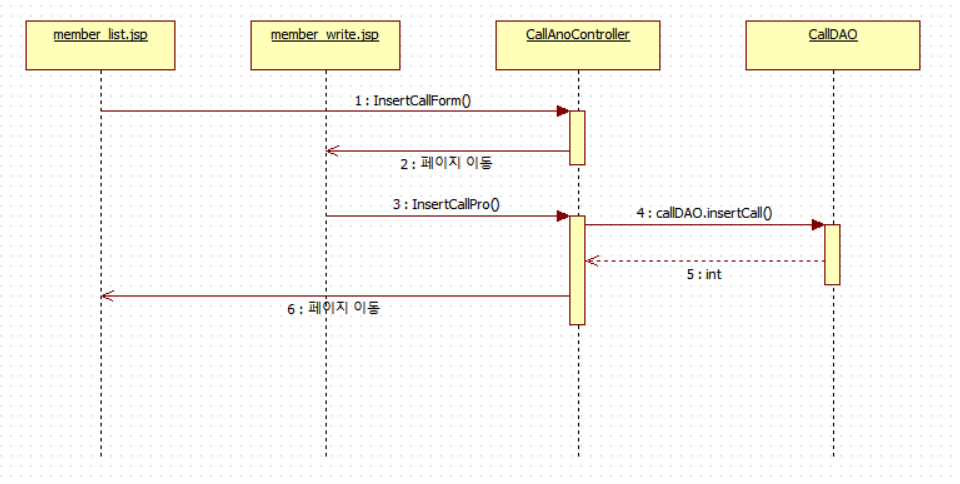 member_list.jsp
member_write.jsp
CallAnoController
CallDAO
1 : InsertCallForm()
2 : 페이지 이동
3 : InsertCallPro()
4 : callDAO.insertCall()
5 : int
6 : 페이지 이동